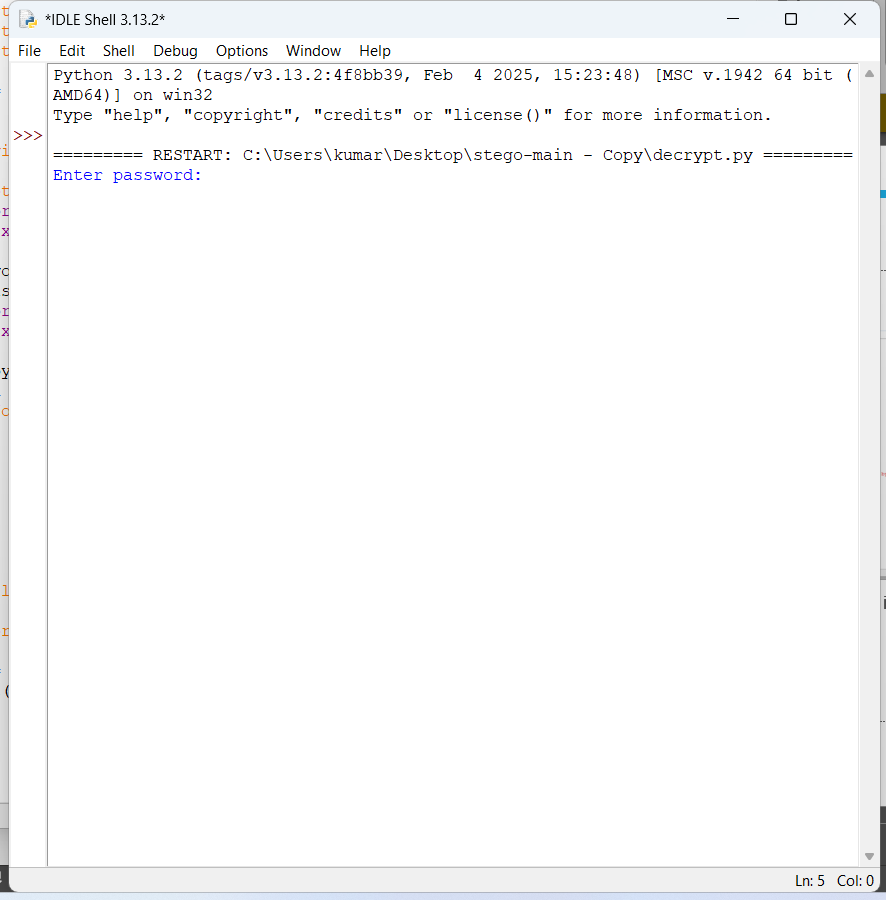 *IDLE Shell 3.13.2*
File Edit Shell Debug Options Window Help
Python 3.13.2 (tags/v3.13.2:4f8bb39, Feb  4 2025, 15:23:48) [MSC v.1942 64 bit (
AMD64)] on win32
Type "help", "copyright", "credits" or "license()" for more information.
>>>
========= RESTART: C:\Users\kumar\Desktop\stego-main - Copy\decrypt.py =========
Enter password:
Ln: 5 Col: 0